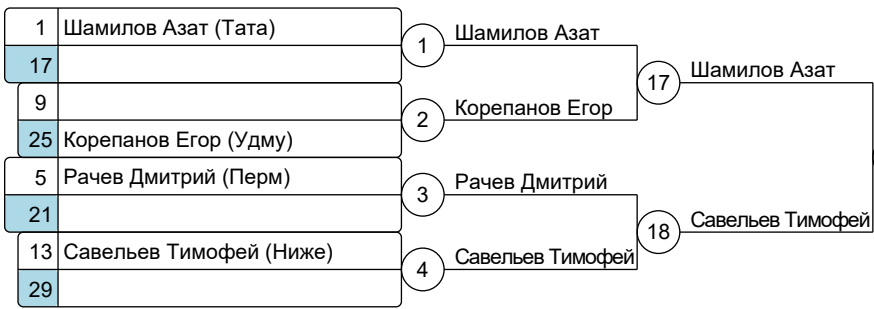 1 Шамилов Азат (Тата)
17
1 Шамилов Азат
9
25 Корепанов Егор (Удму)
2 Корепанов Егор
17 Шамилов Азат
5 Рачев Дмитрий (Перм)
21
3 Рачев Дмитрий
13 Савельев Тимофей (Ниже)
29
4 Савельев Тимофей
18 Савельев Тимофей